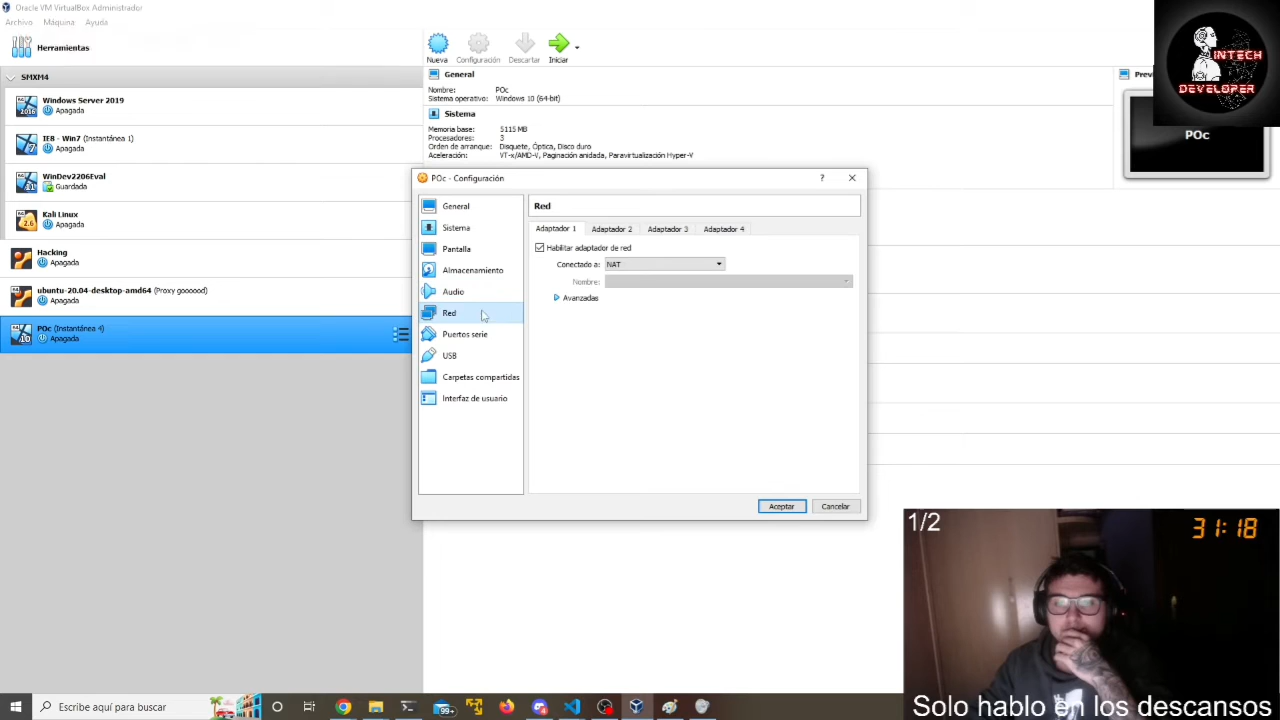 Oracle VM VirtualBox Administrador
Archivo Máquina Ayuda
Herramientas
Nueva Configuración Descartar Iniciar
SMXM4
Windows Server 2019
Apagada
IE8 - Win7 (Instantánea 1)
Apagada
WinDev2206Eval
Guardada
Kali Linux
Apagada
Hacking
Apagada
ubuntu-20.04-desktop-amd64 (Proxy goooood)
Apagada
POc (Instantánea 4)
Apagada
General
Nombre: POc
Sistema operativo: Windows 10 (64-bit)
Sistema
Memoria base: 5115 MB
Procesadores: 3
Orden de arranque: Disquete, Óptica, Disco duro
Aceleración: VT-x/AMD-V, Paginación anidada, Paravirtualización Hyper-V
POc
INTECH
DEVELOPER
POc - Configuración
?
General
Sistema
Pantalla
Almacenamiento
Audio
Red
Puertos serie
USB
Carpetas compartidas
Interfaz de usuario
Red
Adaptador 1 Adaptador 2 Adaptador 3 Adaptador 4
Habilitar adaptador de red
Conectado a: NAT
Nombre:
Avanzadas
Aceptar Cancelar
1/2
31:18
Solo hablo en los descansos
Escribe aquí para buscar
99+